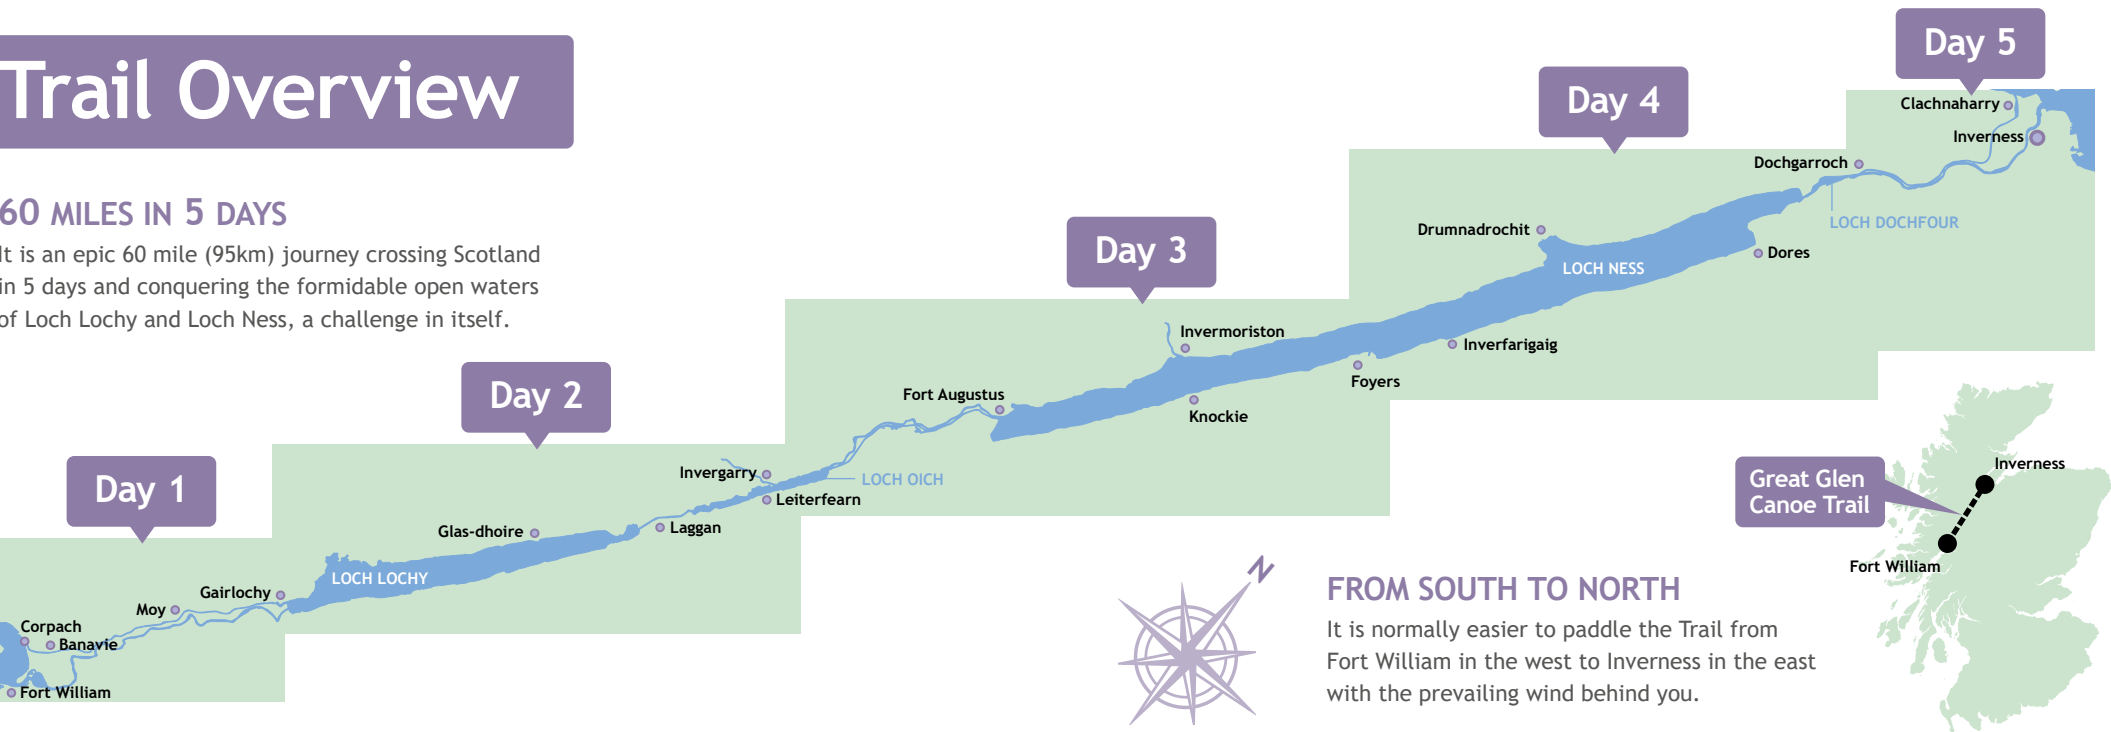 Trail Overview
60 MILES IN 5 DAYS
It is an epic 60 mile (95km) journey crossing Scotland
in 5 days and conquering the formidable open waters
of Loch Lochy and Loch Ness, a challenge in itself.
Day 1
Corpach
Banavie
Fort William
Moy
Gairlochy
Day 2
LOCH LOCHY
Glas-dhoire
Laggan
Invergarry
Leiterfearn
LOCH OICH
Day 3
Fort Augustus
Invermoriston
Knockie
Foyers
Day 4
Inverfarigaig
Drumnadrochit
LOCH NESS
Dores
Dochgarroch
LOCH DOCHFOUR
Day 5
Clachnaharry
Inverness
N
FROM SOUTH TO NORTH
It is normally easier to paddle the Trail from
Fort William in the west to Inverness in the east
with the prevailing wind behind you.
Great Glen
Canoe Trail
Inverness
Fort William